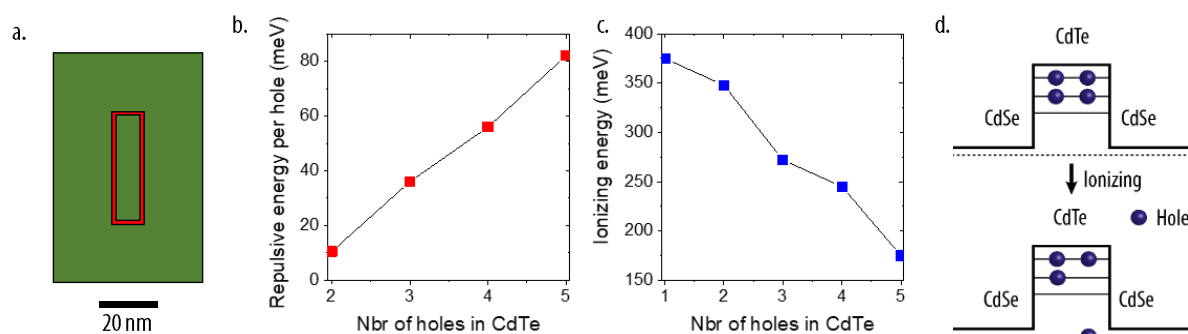 a.
20 nm
b.
Repulsive energy per hole (meV)
80
60
40
20
0
2
3
4
5
Nbr of holes in CdTe
c.
Ionizing energy (meV)
400
350
300
250
200
150
1
2
3
4
5
Nbr of holes in CdTe
d.
CdTe
CdSe
CdSe
Ionizing
CdTe
Hole
CdSe
CdSe